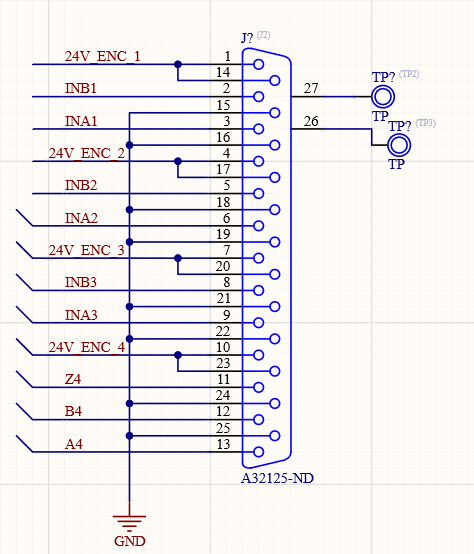 J? (J2)
24V_ENC_1 1
14
INB1 2 27 TP? (TP2)
15 TP
INA1 3 26 TP? (TP3)
16
24V_ENC_2 4 TP
17
INB2 5
18
INA2 6
19
24V_ENC_3 7
20
INB3 8
21
INA3 9
22
24V_ENC_4 10
23
Z4 11
24
B4 12
25
A4 13
A32125-ND
GND